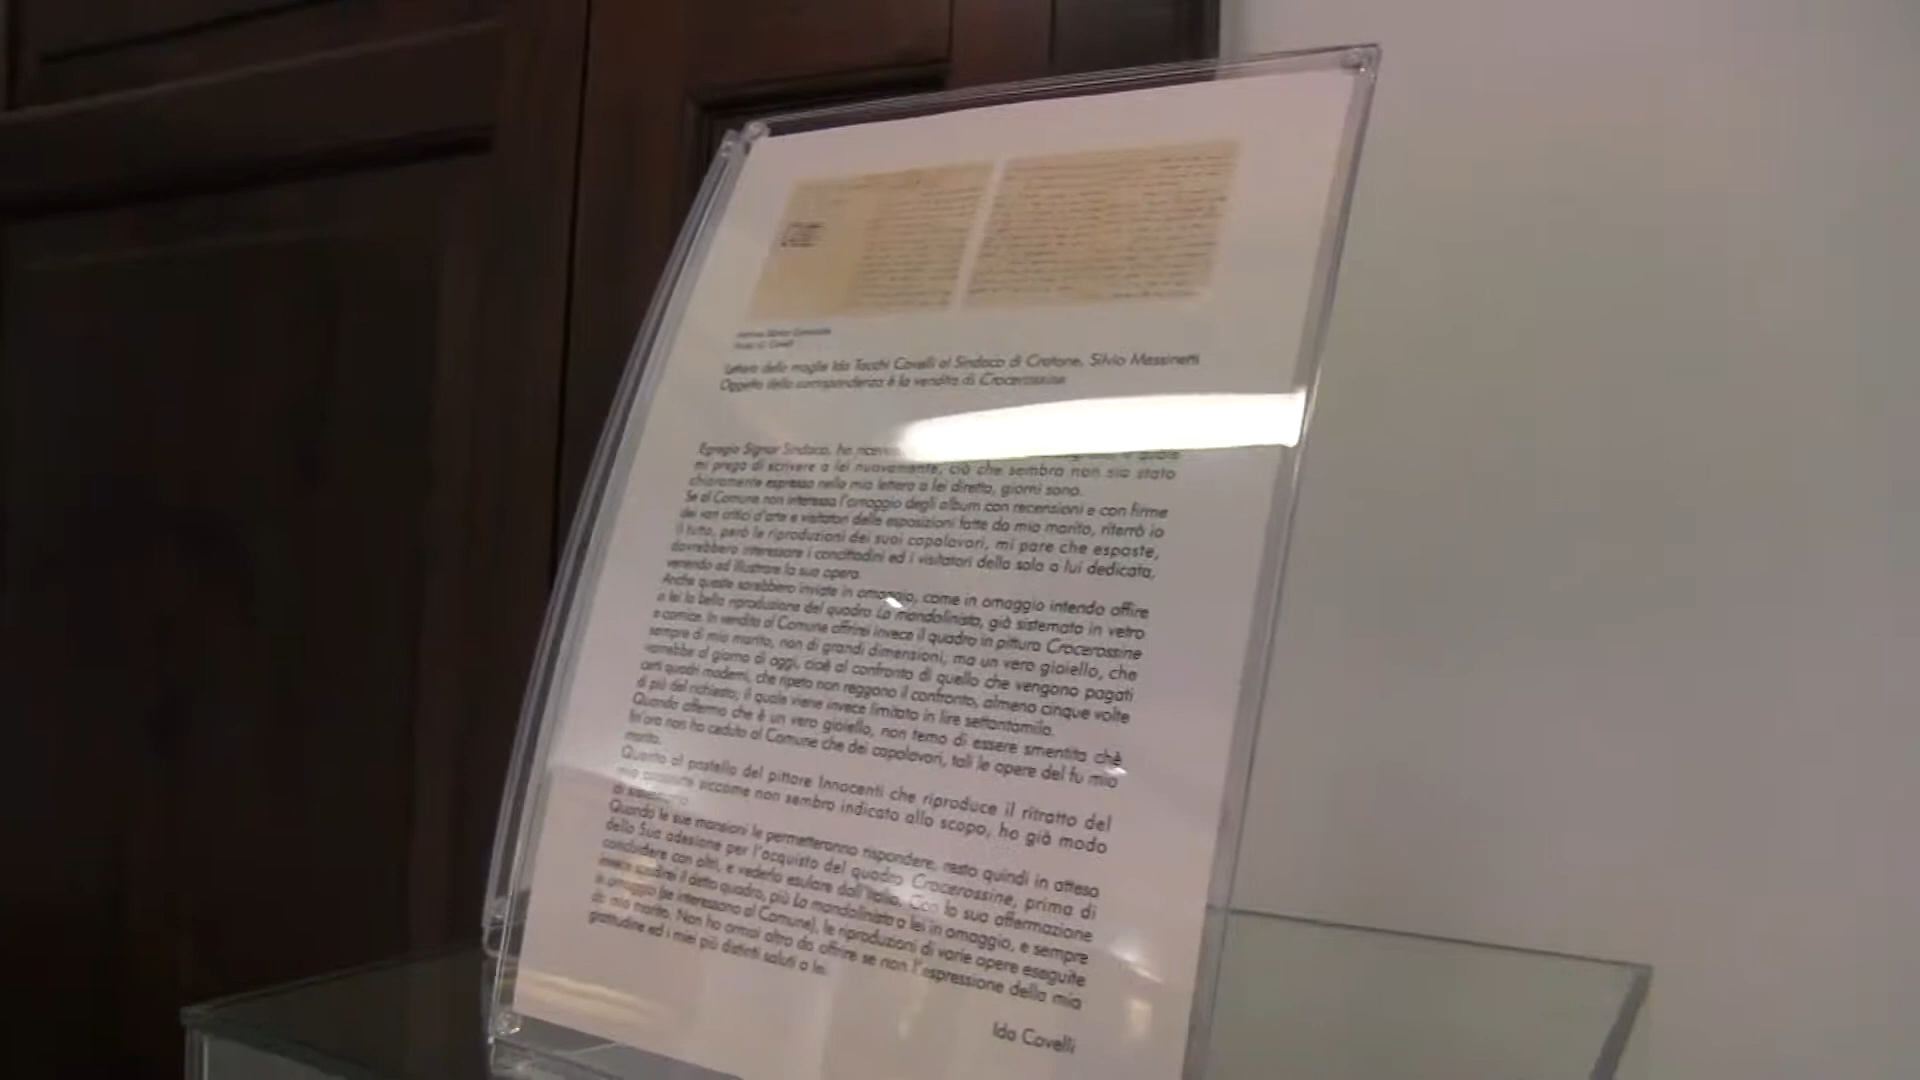 Lettera della moglie Ida Tacchi Covelli al Sindaco di Crotone, Silvio Messinetti
Oggetto della corrispondenza è la vendita di Crocerossine
Egregio Signor Sindaco, ho
mi prega di scrivere a lei nuovamente, ciò che sembra non sia stato
chiaramente espresso nella mia lettera a lei diretta, giorni sono.
Se al Comune non interessa l'omaggio degli album con recensioni e con firme
dei vari critici d'arte e visitatori delle esposizioni fatte da mio marito, riterrò io
il tutto, però le riproduzioni dei suoi capolavori, mi pare che esposte,
dovrebbero interessare i concittadini ed i visitatori della sala a lui dedicata,
venendo ad illustrare la sua opera.
Anche queste sarebbero inviate in omaggio, come in omaggio intendo offire
a lei la bella riproduzione del quadro La mandolinista, già sistemata in vetro
e cornice. In vendita al Comune offrirei invece il quadro in pittura Crocerossine
sempre di mio marito, non di grandi dimensioni, ma un vero gioiello, che
varrebbe al giorno di oggi, cioè al confronto di quello che vengono pagati
certi quadri moderni, che ripeto non reggono il confronto, almeno cinque volte
di più del richiesto; il quale viene invece limitato in lire settantamila.
Quando affermo che è un vero gioiello, non temo di essere smentita chè
fin'ora non ho ceduto al Comune che dei capolavori, tali le opere del fu mio
marito.
Quanto al pastello del pittore Innocenti che riproduce il ritratto del
mio siccome non sembra indicato allo scopo, ho già modo
di
Quando le sue mansioni le permetteranno rispondere, resto quindi in attesa
della Sua adesione per l'acquisto del quadro Crocerossine, prima di
concludere con altri, e vederlo esulare dall'Italia. Con la sua affermazione
invece spedirei il detto quadro, più La mandolinista a lei in omaggio, e sempre
in omaggio (se interessano al Comune), le riproduzioni di varie opere eseguite
da mio marito. Non ho ormai altro da offrire se non l'espressione della mia
gratitudine ed i miei più distinti saluti a lei.
Ida Covelli